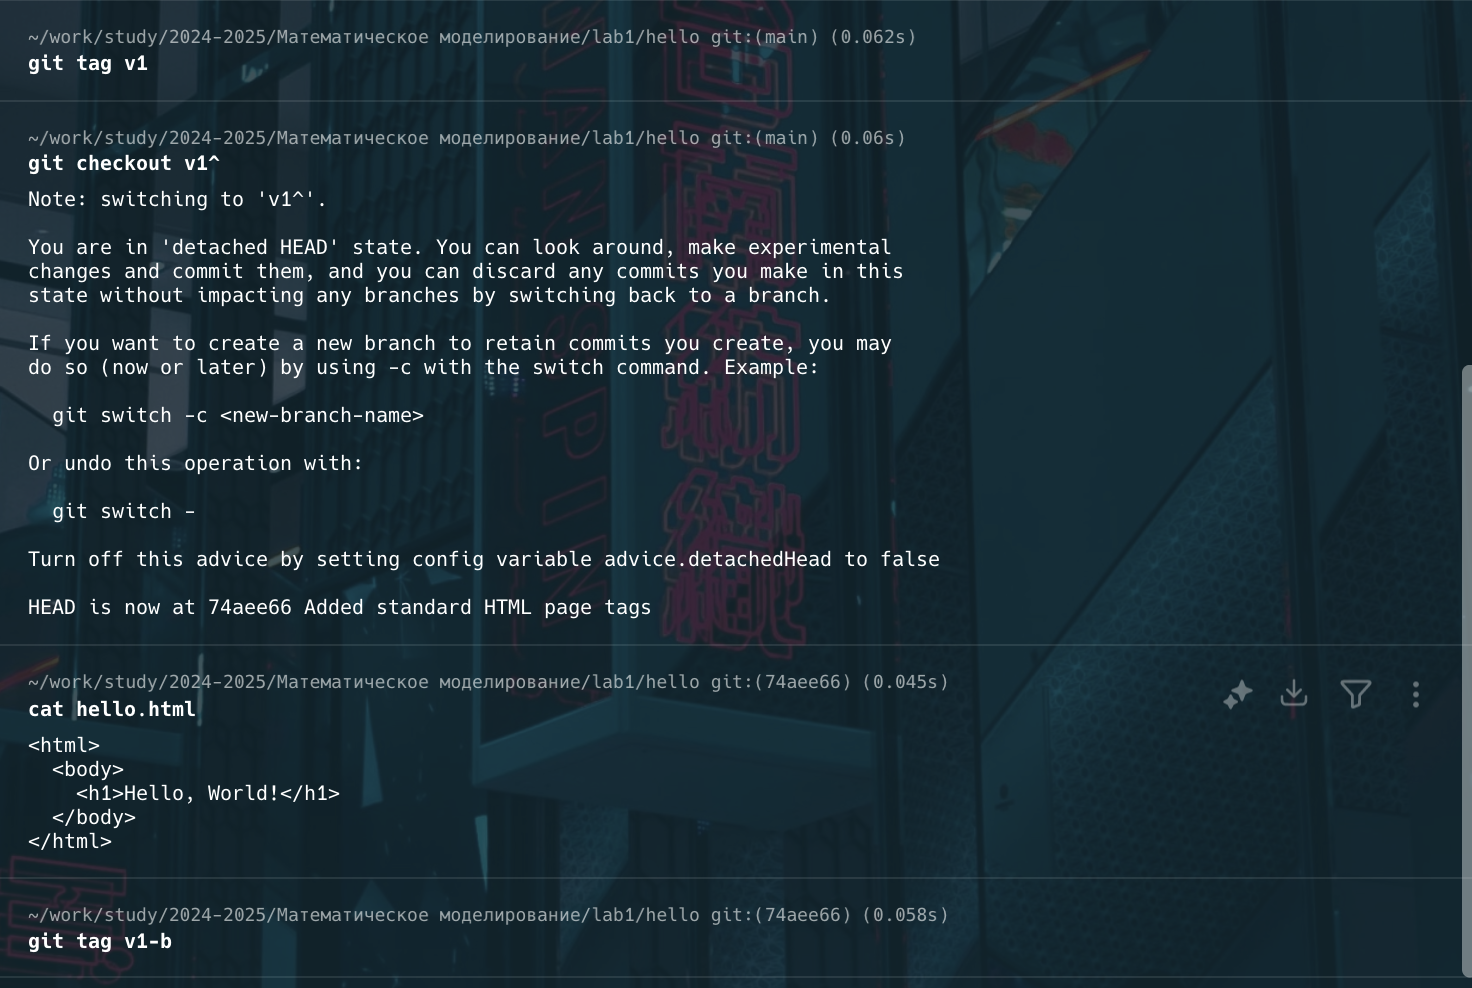 ~/work/study/2024-2025/Математическое моделирование/lab1/hello git:(main) (0.062s)
git tag v1
~/work/study/2024-2025/Математическое моделирование/lab1/hello git:(main) (0.06s)
git checkout v1^
Note: switching to 'v1^'.
You are in 'detached HEAD' state. You can look around, make experimental
changes and commit them, and you can discard any commits you make in this
state without impacting any branches by switching back to a branch.
If you want to create a new branch to retain commits you create, you may
do so (now or later) by using -c with the switch command. Example:
git switch -c <new-branch-name>
Or undo this operation with:
git switch -
Turn off this advice by setting config variable advice.detachedHead to false
HEAD is now at 74aee66 Added standard HTML page tags
~/work/study/2024-2025/Математическое моделирование/lab1/hello git:(74aee66) (0.045s)
cat hello.html
<html>
<body>
<h1>Hello, World!</h1>
</body>
</html>
~/work/study/2024-2025/Математическое моделирование/lab1/hello git:(74aee66) (0.058s)
git tag v1-b